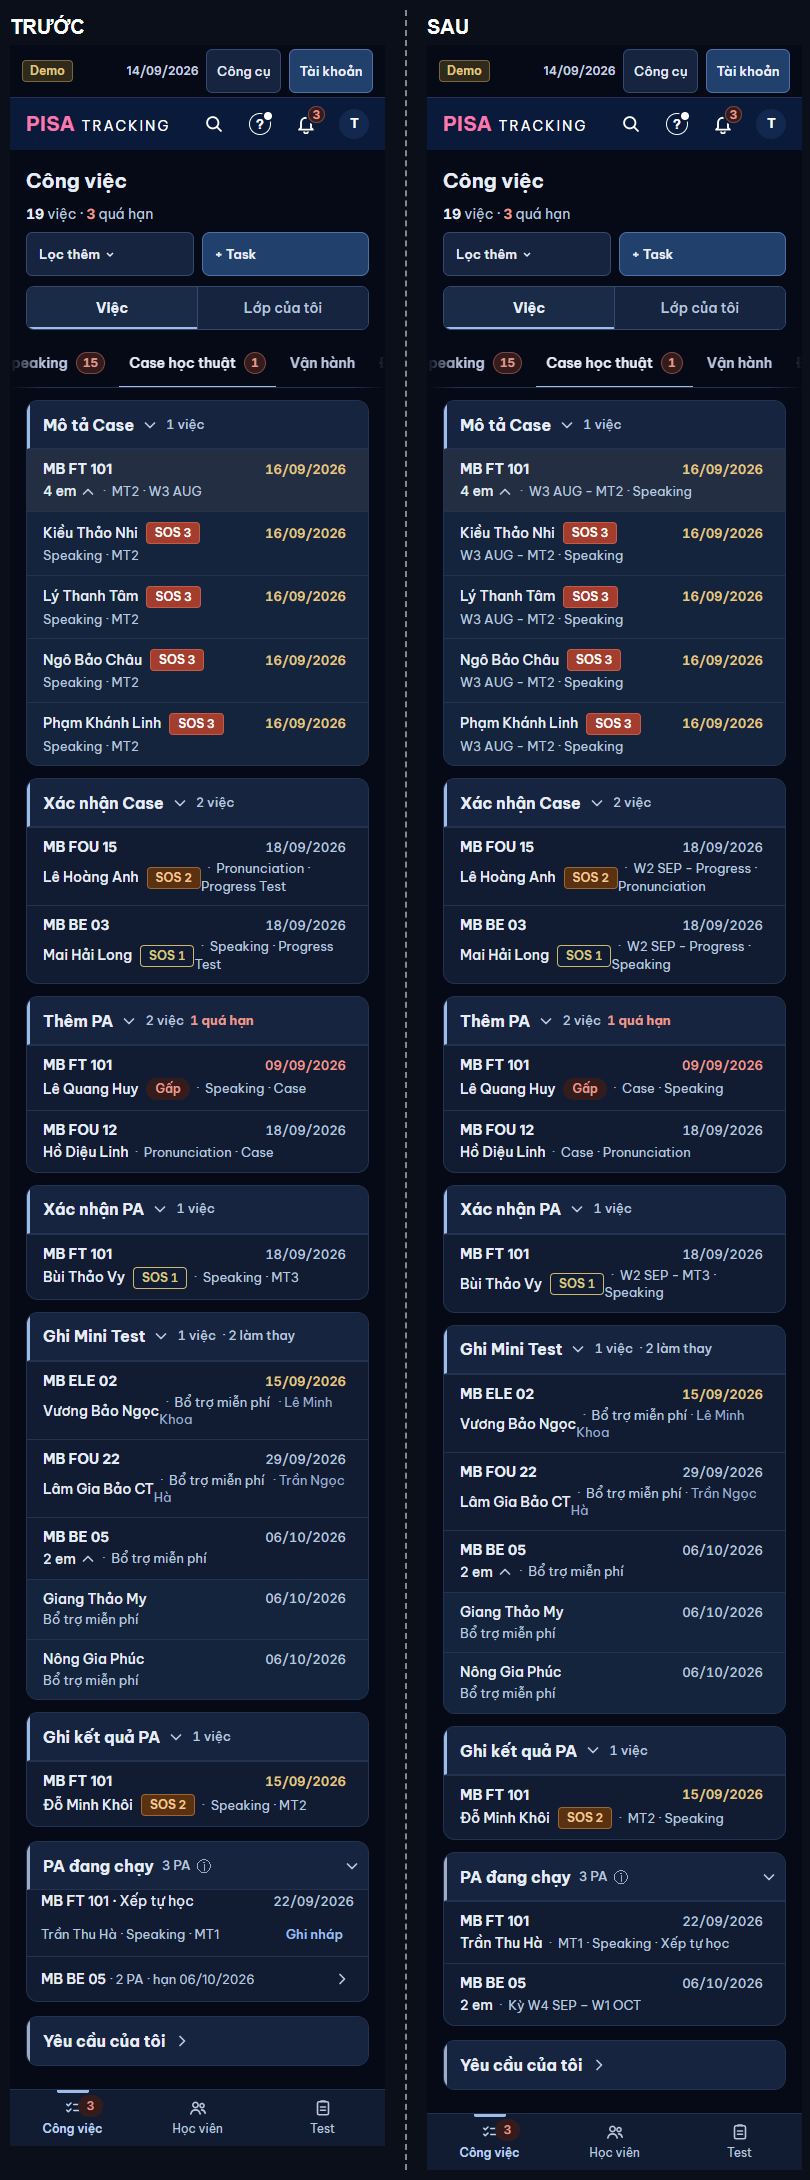 TRƯỚC
Demo
14/09/2026
Công cụ
Tài khoản
PISA TRACKING
?
3
T
Công việc
19 việc · 3 quá hạn
Lọc thêm
+ Task
Việc
Lớp của tôi
peaking 15
Case học thuật 1
Vận hành
Mô tả Case 1 việc
MB FT 101 16/09/2026
4 em · MT2 · W3 AUG
Kiều Thảo Nhi SOS 3 16/09/2026
Speaking · MT2
Lý Thanh Tâm SOS 3 16/09/2026
Speaking · MT2
Ngô Bảo Châu SOS 3 16/09/2026
Speaking · MT2
Phạm Khánh Linh SOS 3 16/09/2026
Speaking · MT2
Xác nhận Case 2 việc
MB FOU 15 18/09/2026
Lê Hoàng Anh SOS 2 · Pronunciation ·
Progress Test
MB BE 03 18/09/2026
Mai Hải Long SOS 1 · Speaking · Progress
Test
Thêm PA 2 việc 1 quá hạn
MB FT 101 09/09/2026
Lê Quang Huy Gấp · Speaking · Case
MB FOU 12 18/09/2026
Hồ Diệu Linh · Pronunciation · Case
Xác nhận PA 1 việc
MB FT 101 18/09/2026
Bùi Thảo Vy SOS 1 · Speaking · MT3
Ghi Mini Test 1 việc · 2 làm thay
MB ELE 02 15/09/2026
Vương Bảo Ngọc · Bổ trợ miễn phí · Lê Minh
Khoa
MB FOU 22 29/09/2026
Lâm Gia Bảo CT · Bổ trợ miễn phí · Trần Ngọc
Hà
MB BE 05 06/10/2026
2 em · Bổ trợ miễn phí
Giang Thảo My 06/10/2026
Bổ trợ miễn phí
Nông Gia Phúc 06/10/2026
Bổ trợ miễn phí
Ghi kết quả PA 1 việc
MB FT 101 15/09/2026
Đỗ Minh Khôi SOS 2 · Speaking · MT2
PA đang chạy 3 PA
MB FT 101 · Xếp tự học 22/09/2026
Trần Thu Hà · Speaking · MT1 Ghi nháp
MB BE 05 · 2 PA · hạn 06/10/2026
Yêu cầu của tôi
3
Công việc
Học viên
Test
SAU
Demo
14/09/2026
Công cụ
Tài khoản
PISA TRACKING
?
3
T
Công việc
19 việc · 3 quá hạn
Lọc thêm
+ Task
Việc
Lớp của tôi
peaking 15
Case học thuật 1
Vận hành
Mô tả Case 1 việc
MB FT 101 16/09/2026
4 em · W3 AUG - MT2 · Speaking
Kiều Thảo Nhi SOS 3 16/09/2026
W3 AUG - MT2 · Speaking
Lý Thanh Tâm SOS 3 16/09/2026
W3 AUG - MT2 · Speaking
Ngô Bảo Châu SOS 3 16/09/2026
W3 AUG - MT2 · Speaking
Phạm Khánh Linh SOS 3 16/09/2026
W3 AUG - MT2 · Speaking
Xác nhận Case 2 việc
MB FOU 15 18/09/2026
Lê Hoàng Anh SOS 2 · W2 SEP - Progress ·
Pronunciation
MB BE 03 18/09/2026
Mai Hải Long SOS 1 · W2 SEP - Progress ·
Speaking
Thêm PA 2 việc 1 quá hạn
MB FT 101 09/09/2026
Lê Quang Huy Gấp · Case · Speaking
MB FOU 12 18/09/2026
Hồ Diệu Linh · Case · Pronunciation
Xác nhận PA 1 việc
MB FT 101 18/09/2026
Bùi Thảo Vy SOS 1 · W2 SEP - MT3 ·
Speaking
Ghi Mini Test 1 việc · 2 làm thay
MB ELE 02 15/09/2026
Vương Bảo Ngọc · Bổ trợ miễn phí · Lê Minh
Khoa
MB FOU 22 29/09/2026
Lâm Gia Bảo CT · Bổ trợ miễn phí · Trần Ngọc
Hà
MB BE 05 06/10/2026
2 em · Bổ trợ miễn phí
Giang Thảo My 06/10/2026
Bổ trợ miễn phí
Nông Gia Phúc 06/10/2026
Bổ trợ miễn phí
Ghi kết quả PA 1 việc
MB FT 101 15/09/2026
Đỗ Minh Khôi SOS 2 · MT2 · Speaking
PA đang chạy 3 PA
MB FT 101 22/09/2026
Trần Thu Hà · MT1 · Speaking · Xếp tự học
MB BE 05 06/10/2026
2 em · Kỳ W4 SEP – W1 OCT
Yêu cầu của tôi
3
Công việc
Học viên
Test